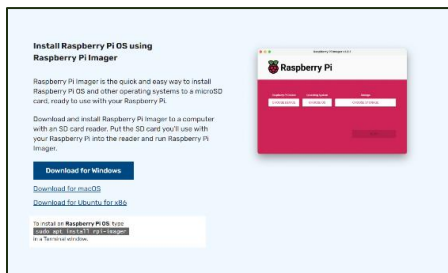 Install Raspberry Pi OS using
Raspberry Pi Imager
Raspberry Pi Imager is the quick and easy way to install
Raspberry Pi OS and other operating systems to a microSD
card, ready to use with your Raspberry Pi.
Download and install Raspberry Pi Imager to a computer
with an SD card reader. Put the SD card you'll use with
your Raspberry Pi into the reader and run Raspberry Pi
Imager.
Download for Windows
Download for macOS
Download for Ubuntu for x86
To install on Raspberry Pi OS, type
sudo apt install rpi-imager
in a Terminal window.
Raspberry Pi